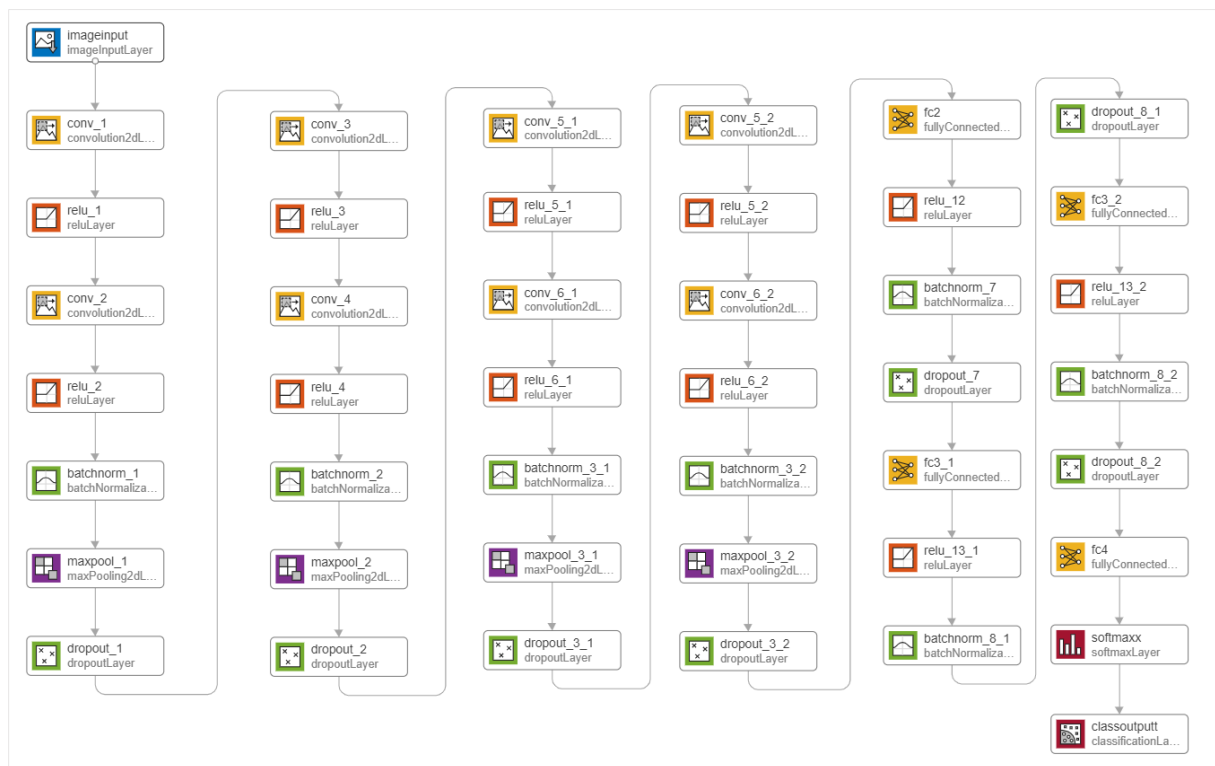 imageinput
imageInputLayer
conv_1
convolution2dL...
relu_1
reluLayer
conv_2
convolution2dL...
relu_2
reluLayer
batchnorm_1
batchNormaliza...
maxpool_1
maxPooling2dL...
dropout_1
dropoutLayer
conv_3
convolution2dL...
relu_3
reluLayer
conv_4
convolution2dL...
relu_4
reluLayer
batchnorm_2
batchNormaliza...
maxpool_2
maxPooling2dL...
dropout_2
dropoutLayer
conv_5_1
convolution2dL...
relu_5_1
reluLayer
conv_6_1
convolution2dL...
relu_6_1
reluLayer
batchnorm_3_1
batchNormaliza...
maxpool_3_1
maxPooling2dL...
dropout_3_1
dropoutLayer
conv_5_2
convolution2dL...
relu_5_2
reluLayer
conv_6_2
convolution2dL...
relu_6_2
reluLayer
batchnorm_3_2
batchNormaliza...
maxpool_3_2
maxPooling2dL...
dropout_3_2
dropoutLayer
fc2
fullyConnected...
relu_12
reluLayer
batchnorm_7
batchNormaliza...
dropout_7
dropoutLayer
fc3_1
fullyConnected...
relu_13_1
reluLayer
batchnorm_8_1
batchNormaliza...
dropout_8_1
dropoutLayer
fc3_2
fullyConnected...
relu_13_2
reluLayer
batchnorm_8_2
batchNormaliza...
dropout_8_2
dropoutLayer
fc4
fullyConnected...
softmaxx
softmaxLayer
classoutputt
classificationLa...